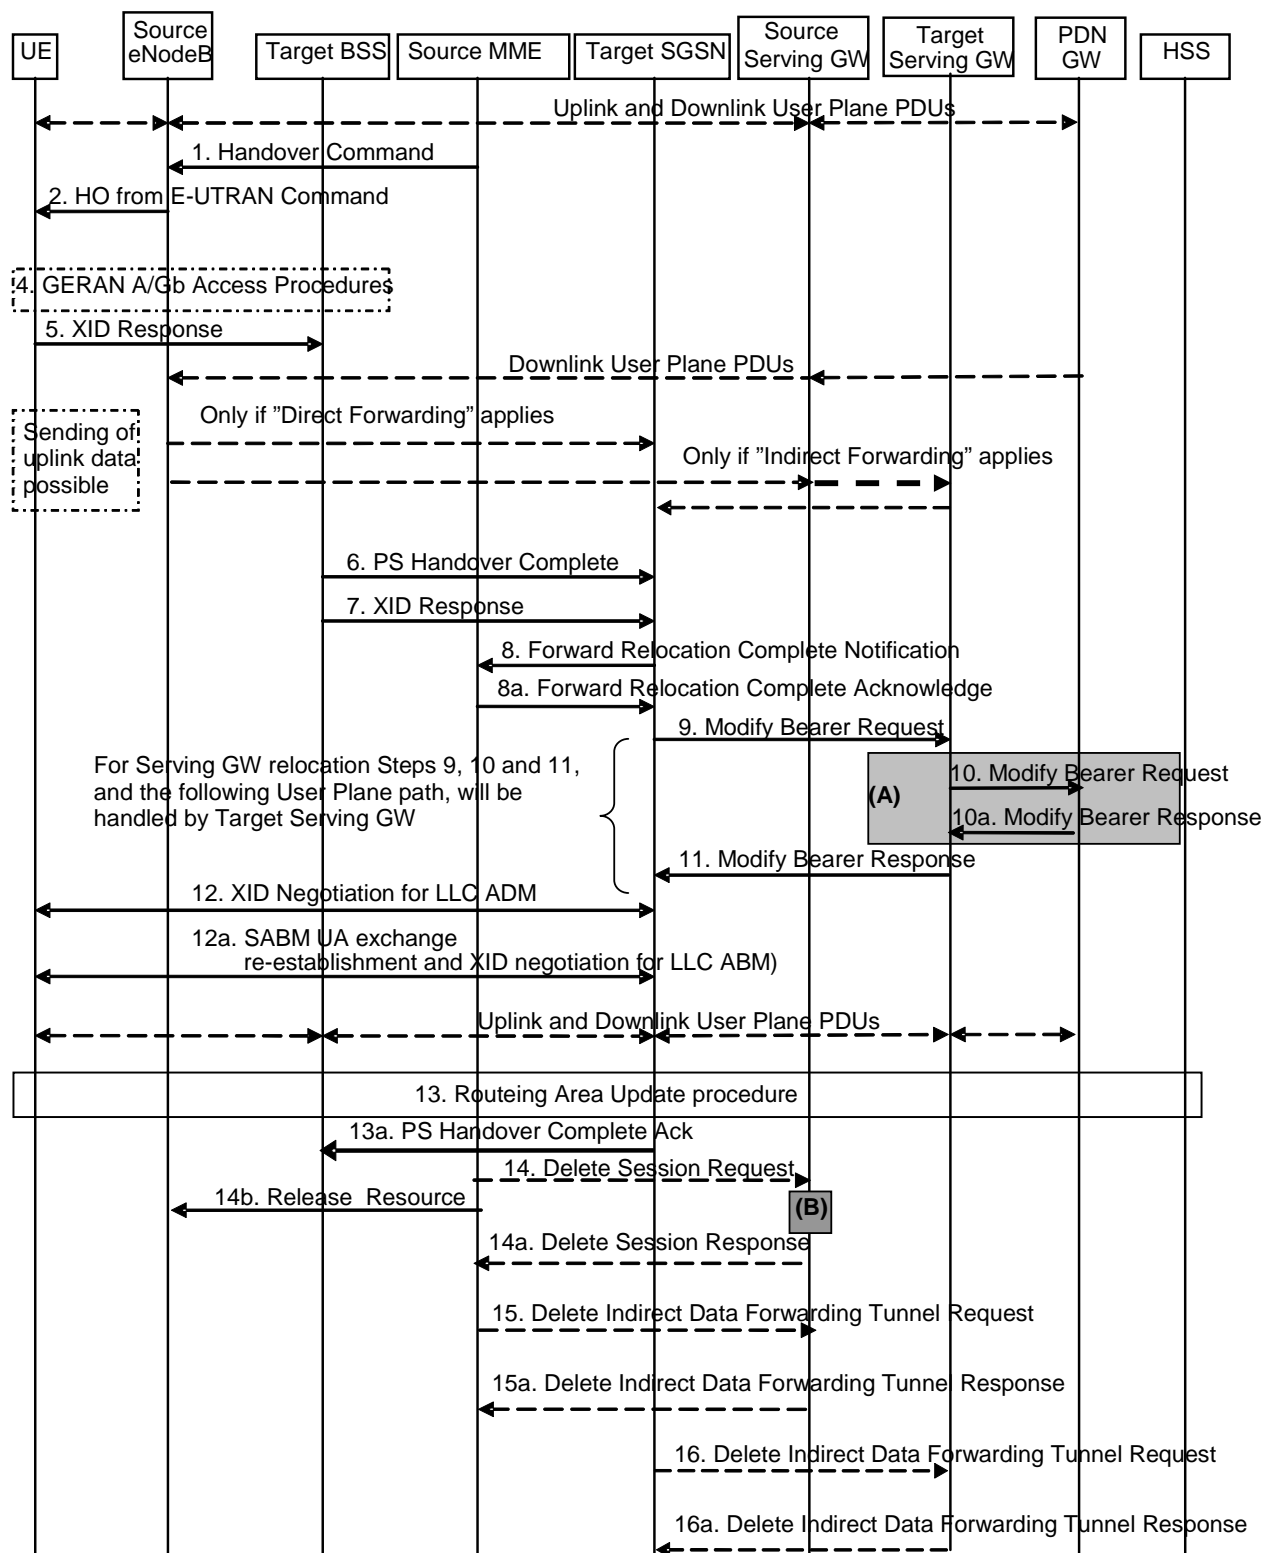 UE
Source
eNodeB
Target BSS
Source MME
Target SGSN
Source
Serving GW
Target
Serving GW
PDN
GW
HSS
Uplink and Downlink User Plane PDUs
1. Handover Command
2. HO from E-UTRAN Command
4. GERAN A/Gb Access Procedures
5. XID Response
Downlink User Plane PDUs
Only if ”Direct Forwarding” applies
Sending of
uplink data
possible
Only if ”Indirect Forwarding” applies
6. PS Handover Complete
7. XID Response
8. Forward Relocation Complete Notification
8a. Forward Relocation Complete Acknowledge
9. Modify Bearer Request
For Serving GW relocation Steps 9, 10 and 11,
and the following User Plane path, will be
handled by Target Serving GW
(A)
10. Modify Bearer Request
10a. Modify Bearer Response
11. Modify Bearer Response
12. XID Negotiation for LLC ADM
12a. SABM UA exchange
re-establishment and XID negotiation for LLC ABM)
Uplink and Downlink User Plane PDUs
13. Routeing Area Update procedure
13a. PS Handover Complete Ack
14. Delete Session Request
14b. Release Resource
(B)
14a. Delete Session Response
15. Delete Indirect Data Forwarding Tunnel Request
15a. Delete Indirect Data Forwarding Tunnel Response
16. Delete Indirect Data Forwarding Tunnel Request
16a. Delete Indirect Data Forwarding Tunnel Response